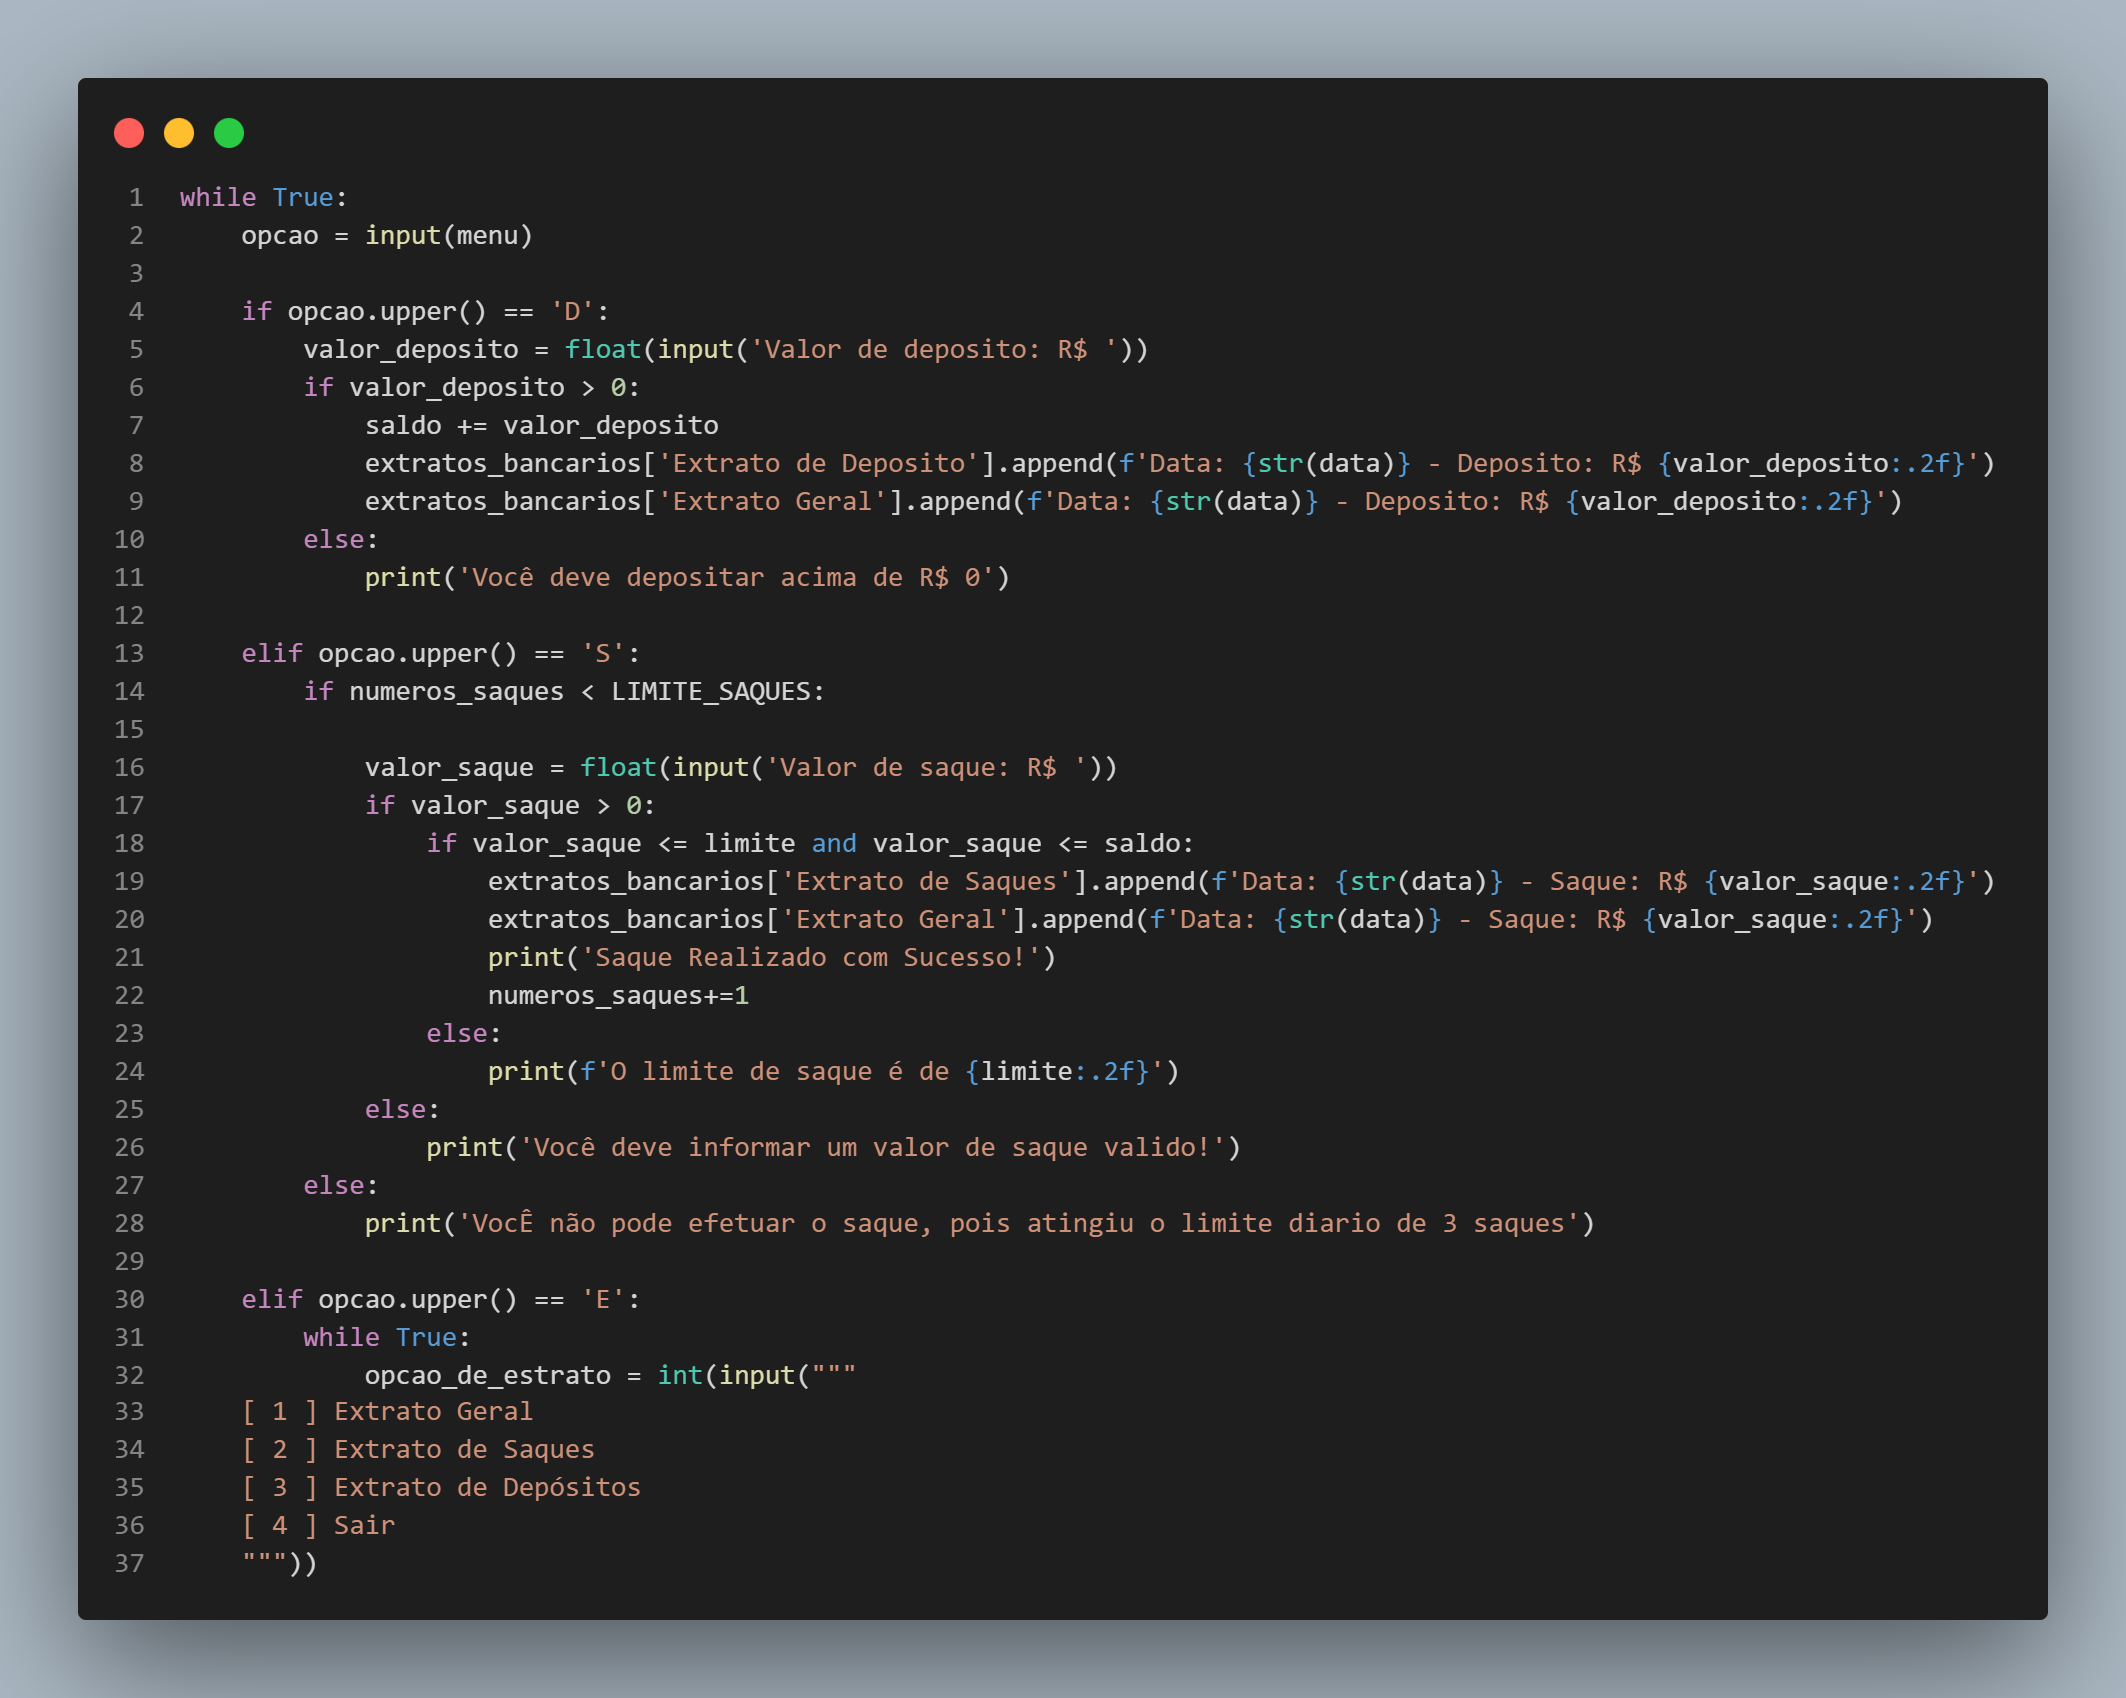 1 while True:
2     opcao = input(menu)
3
4     if opcao.upper() == 'D':
5         valor_deposito = float(input('Valor de deposito: R$ '))
6         if valor_deposito > 0:
7             saldo += valor_deposito
8             extratos_bancarios['Extrato de Deposito'].append(f'Data: {str(data)} - Deposito: R$ {valor_deposito:.2f}')
9             extratos_bancarios['Extrato Geral'].append(f'Data: {str(data)} - Deposito: R$ {valor_deposito:.2f}')
10         else:
11             print('Você deve depositar acima de R$ 0')
12
13     elif opcao.upper() == 'S':
14         if numeros_saques < LIMITE_SAQUES:
15
16             valor_saque = float(input('Valor de saque: R$ '))
17             if valor_saque > 0:
18                 if valor_saque <= limite and valor_saque <= saldo:
19                     extratos_bancarios['Extrato de Saques'].append(f'Data: {str(data)} - Saque: R$ {valor_saque:.2f}')
20                     extratos_bancarios['Extrato Geral'].append(f'Data: {str(data)} - Saque: R$ {valor_saque:.2f}')
21                     print('Saque Realizado com Sucesso!')
22                     numeros_saques+=1
23                 else:
24                     print(f'O limite de saque é de {limite:.2f}')
25             else:
26                 print('Você deve informar um valor de saque valido!')
27         else:
28             print('VocÊ não pode efetuar o saque, pois atingiu o limite diario de 3 saques')
29
30     elif opcao.upper() == 'E':
31         while True:
32             opcao_de_estrato = int(input("""
33     [ 1 ] Extrato Geral
34     [ 2 ] Extrato de Saques
35     [ 3 ] Extrato de Depósitos
36     [ 4 ] Sair
37     """))